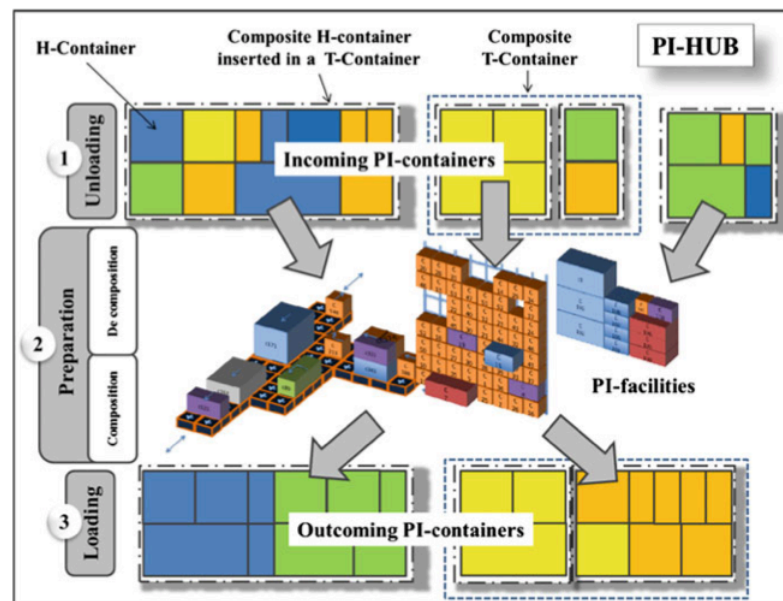 H-Container
Composite H-container
inserted in a T-Container
Composite
T-Container
PI-HUB
1
Unloading
Incoming PI-containers
2
Preparation
De composition
Composition
PI-facilities
3
Loading
Outcoming PI-containers